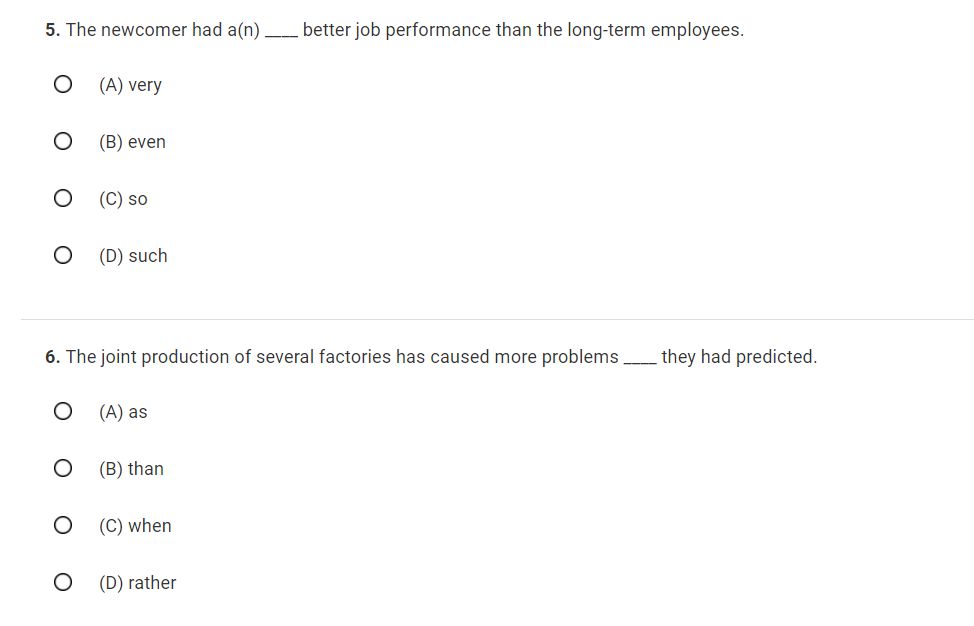 5. The newcomer had a(n) ____ better job performance than the long-term employees.
(A) very
(B) even
(C) so
(D) such
6. The joint production of several factories has caused more problems ____ they had predicted.
(A) as
(B) than
(C) when
(D) rather